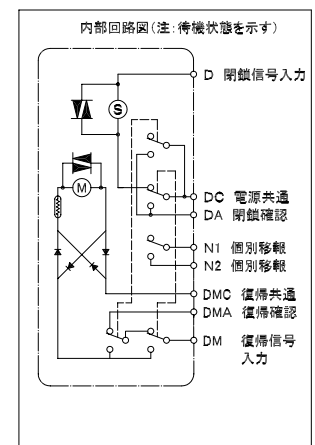 内部回路図(注:待機状態を示す)
D 閉鎖信号入力
S
M
DC 電源共通
DA 閉鎖確認
N1 個別移報
N2 個別移報
DMC 復帰共通
DMA 復帰確認
DM 復帰信号
入力